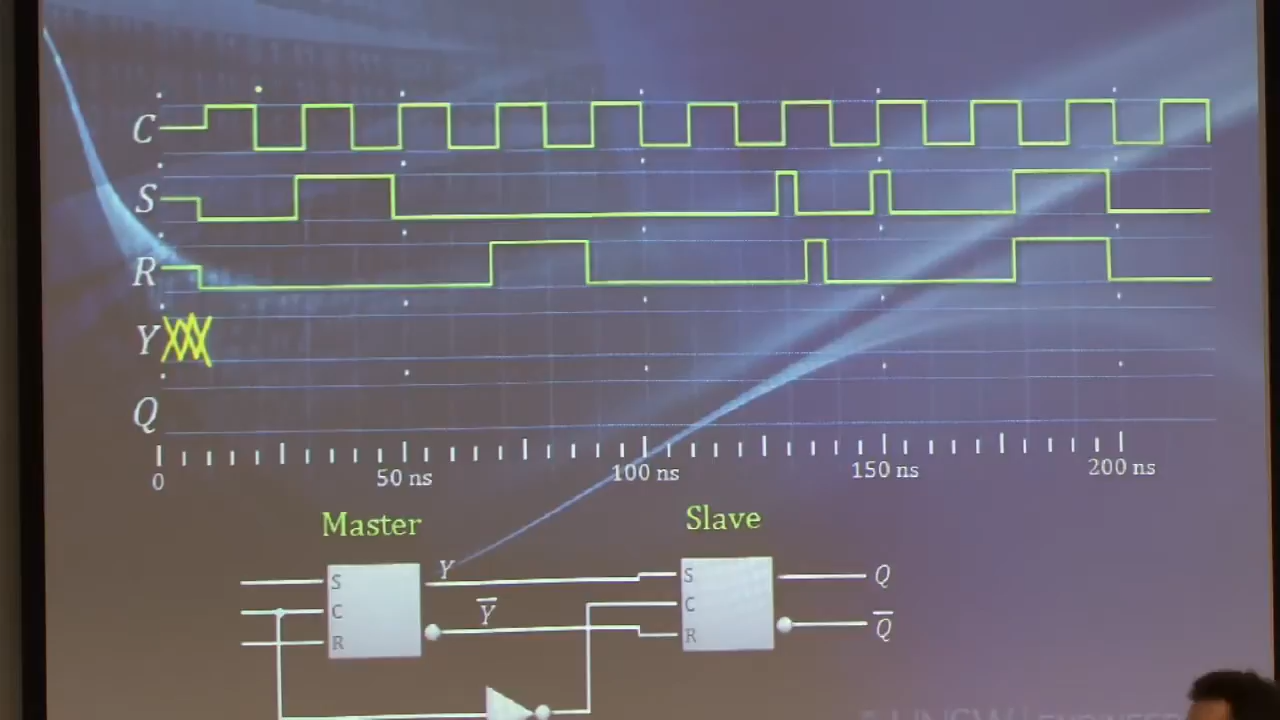 C
S
R
Y
Q
0 50 ns 100 ns 150 ns 200 ns
Master Slave
S Y S Q
C Y̅ C
R R Q̅